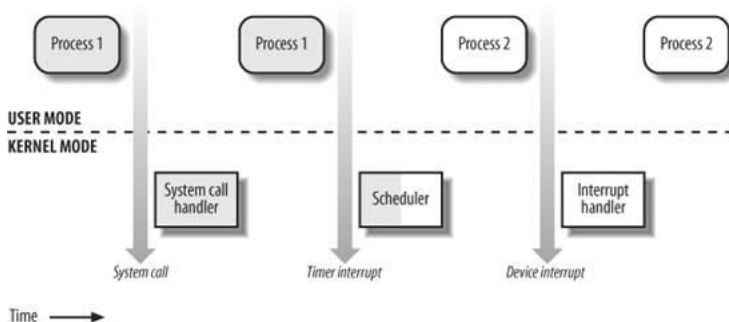 Process 1
Process 1
Process 2
Process 2
USER MODE
KERNEL MODE
System call
handler
Scheduler
Interrupt
handler
System call
Timer interrupt
Device interrupt
Time